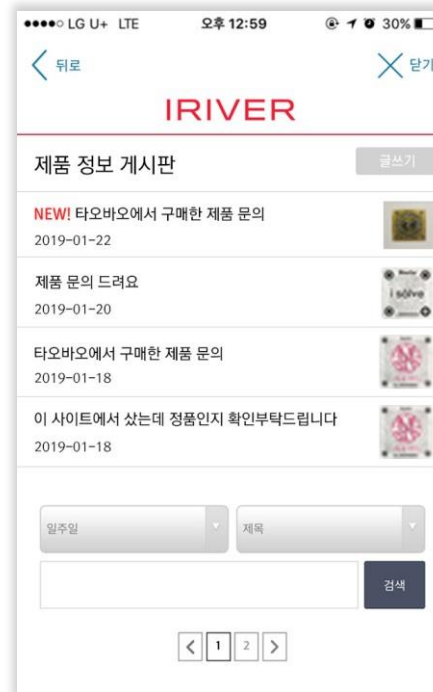 LG U+ LTE 오후 12:59 30%
뒤로 닫기
IRIVER
제품 정보 게시판 글쓰기
NEW! 타오바오에서 구매한 제품 문의
2019-01-22
제품 문의 드려요
2019-01-20
i solve
타오바오에서 구매한 제품 문의
2019-01-18
이 사이트에서 샀는데 정품인지 확인부탁드립니다
2019-01-18
일주일 제목
검색
< 1 2 >